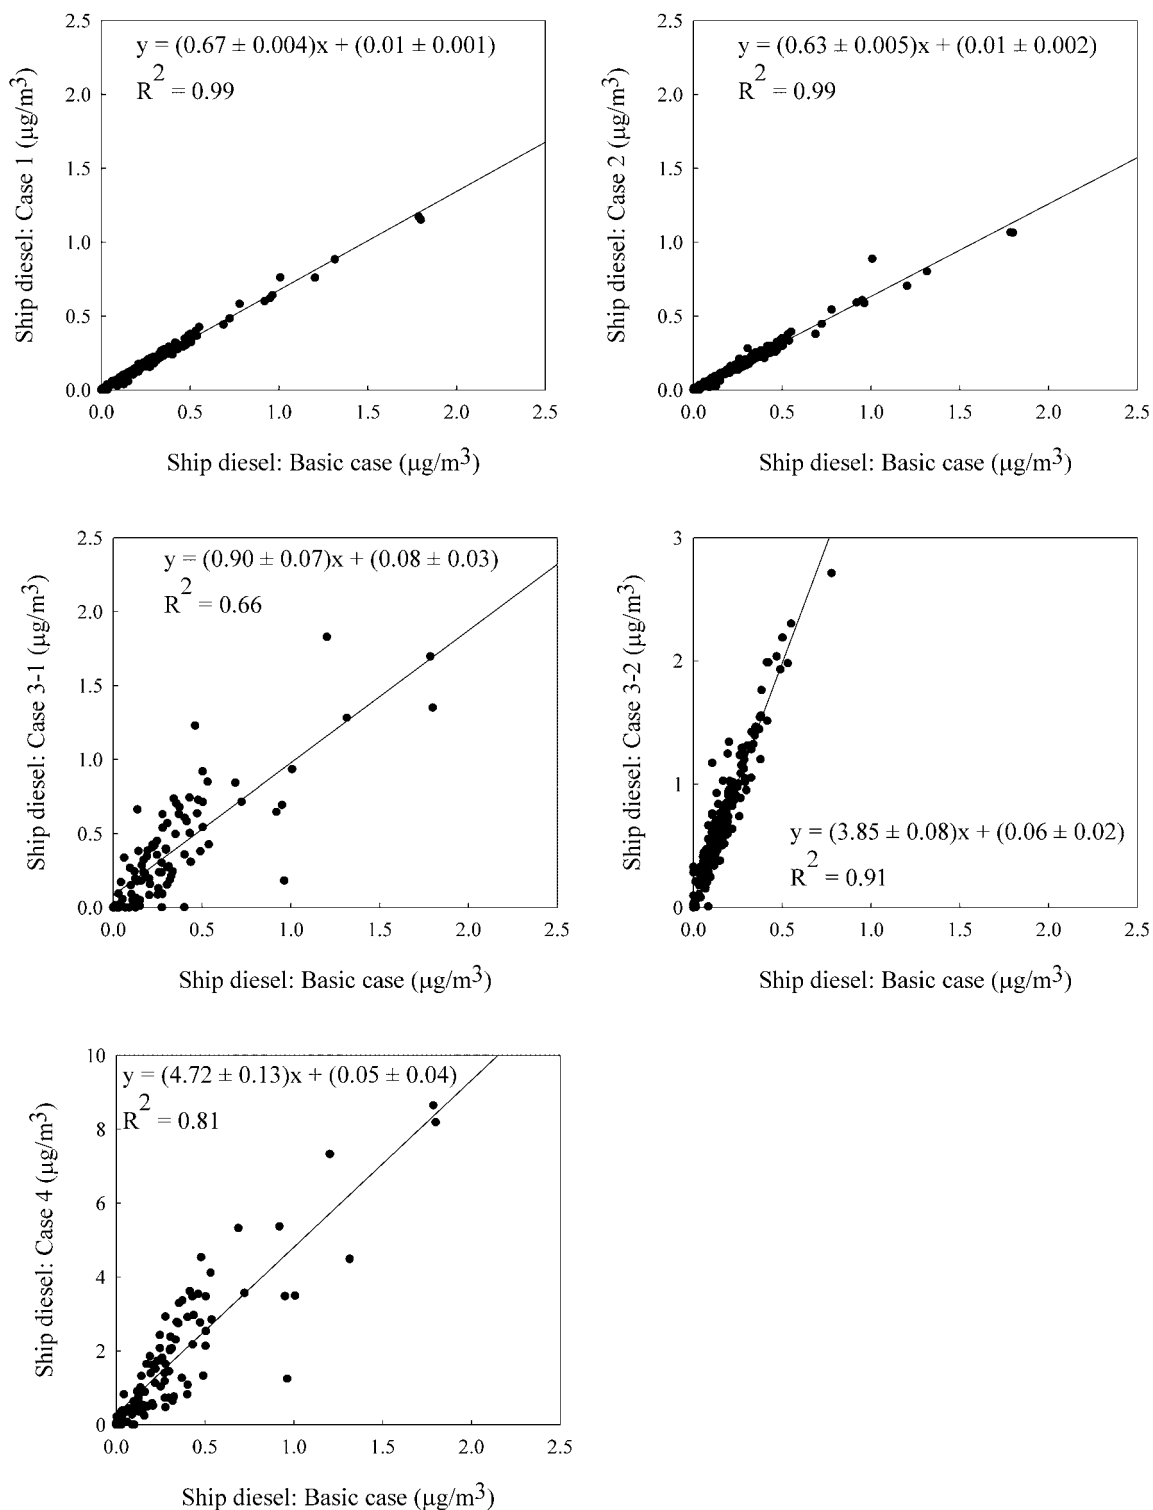 y = (0.67 ± 0.004)x + (0.01 ± 0.001)
R² = 0.99
Ship diesel: Case 1 (μg/m³)
2.5
2.0
1.5
1.0
0.5
0.0
0.0 0.5 1.0 1.5 2.0 2.5
Ship diesel: Basic case (μg/m³)
y = (0.63 ± 0.005)x + (0.01 ± 0.002)
R² = 0.99
Ship diesel: Case 2 (μg/m³)
2.5
2.0
1.5
1.0
0.5
0.0
0.0 0.5 1.0 1.5 2.0 2.5
Ship diesel: Basic case (μg/m³)
y = (0.90 ± 0.07)x + (0.08 ± 0.03)
R² = 0.66
Ship diesel: Case 3-1 (μg/m³)
2.5
2.0
1.5
1.0
0.5
0.0
0.0 0.5 1.0 1.5 2.0 2.5
Ship diesel: Basic case (μg/m³)
Ship diesel: Case 3-2 (μg/m³)
3
2
1
0
y = (3.85 ± 0.08)x + (0.06 ± 0.02)
R² = 0.91
0.0 0.5 1.0 1.5 2.0 2.5
Ship diesel: Basic case (μg/m³)
y = (4.72 ± 0.13)x + (0.05 ± 0.04)
R² = 0.81
Ship diesel: Case 4 (μg/m³)
10
8
6
4
2
0
0.0 0.5 1.0 1.5 2.0 2.5
Ship diesel: Basic case (μg/m³)